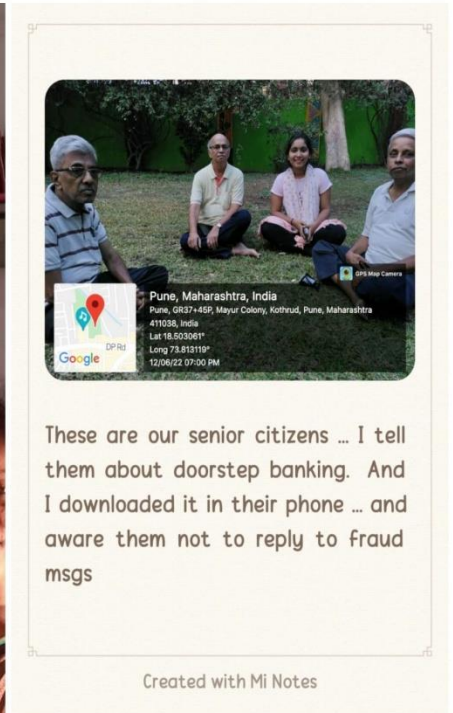 GPS Map Camera
Pune, Maharashtra, India
Pune, GR37+45P, Mayur Colony, Kothrud, Pune, Maharashtra
411038, India
Lat 18.503061°
Long 73.813119°
12/06/22 07:00 PM
DP Rd
Google
These are our senior citizens ... I tell
them about doorstep banking. And
I downloaded it in their phone ... and
aware them not to reply to fraud
msgs
Created with Mi Notes